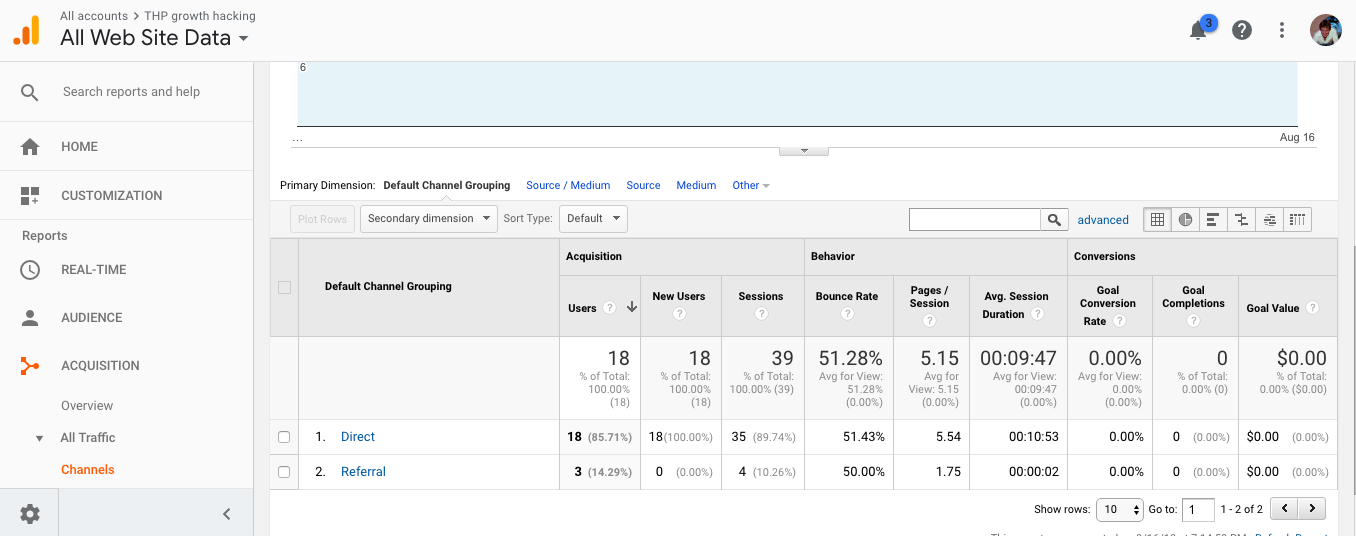 All accounts > THP growth hacking
All Web Site Data
3
Search reports and help
HOME
CUSTOMIZATION
Reports
REAL-TIME
AUDIENCE
ACQUISITION
Overview
All Traffic
Channels
6
...
Aug 16
Primary Dimension: Default Channel Grouping Source / Medium Source Medium Other
Plot Rows Secondary dimension Sort Type: Default advanced
Default Channel Grouping
Acquisition Behavior Conversions
Users ? New Users ? Sessions ? Bounce Rate ? Pages / Session ? Avg. Session Duration ? Goal Conversion Rate ? Goal Completions ? Goal Value ?
18 18 39 51.28% 5.15 00:09:47 0.00% 0 $0.00
% of Total: 100.00% (18) % of Total: 100.00% (18) % of Total: 100.00% (39) Avg for View: 51.28% (0.00%) Avg for View: 5.15 (0.00%) Avg for View: 00:09:47 (0.00%) Avg for View: 0.00% (0.00%) % of Total: 0.00% (0) % of Total: 0.00% ($0.00)
1. Direct 18 (85.71%) 18(100.00%) 35 (89.74%) 51.43% 5.54 00:10:53 0.00% 0 (0.00%) $0.00 (0.00%)
2. Referral 3 (14.29%) 0 (0.00%) 4 (10.26%) 50.00% 1.75 00:00:02 0.00% 0 (0.00%) $0.00 (0.00%)
Show rows: 10 Go to: 1 1 - 2 of 2